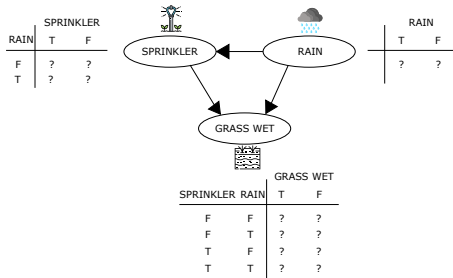 SPRINKLER
RAIN T F
F ? ?
T ? ?
SPRINKLER
RAIN
RAIN
T F
? ?
GRASS WET
GRASS WET
SPRINKLER RAIN T F
F F ? ?
F T ? ?
T F ? ?
T T ? ?